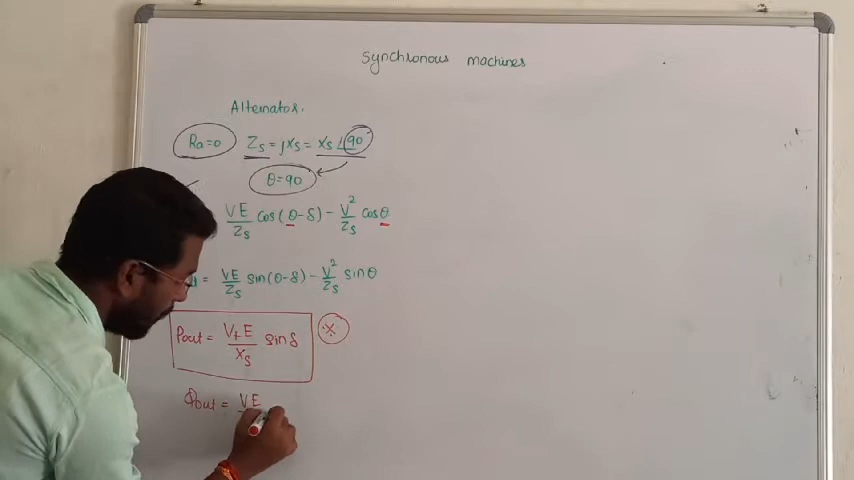 Synchronous machines
Alternator.
Ra=0 Zs = jXs = Xs∠90
θ=90
VE/Zs cos(θ-δ) - V²/Zs cosθ
= VE/Zs sin(θ-δ) - V²/Zs sinθ
Pout = VtE/Xs sinδ
Qout = VE